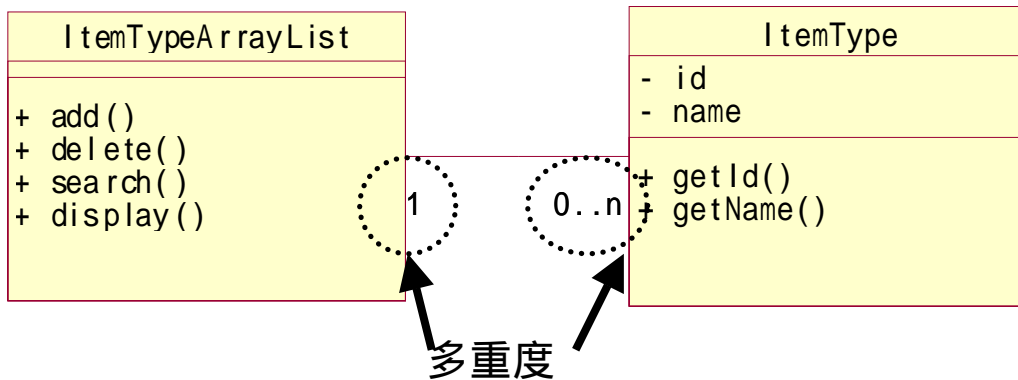 ItemTypeArrayList
+ add()
+ delete()
+ search()
+ display()
1
0..n
ItemType
- id
- name
+ getId()
+ getName()
多重度